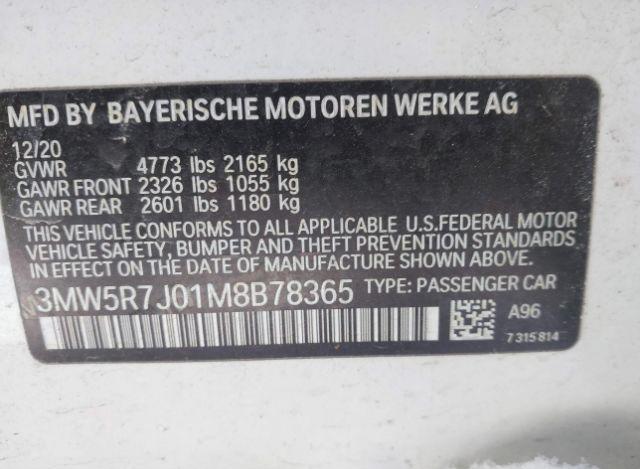 MFD BY BAYERISCHE MOTOREN WERKE AG
12/20
GVWR 4773 lbs 2165 kg
GAWR FRONT 2326 lbs 1055 kg
GAWR REAR 2601 lbs 1180 kg
THIS VEHICLE CONFORMS TO ALL APPLICABLE U.S.FEDERAL MOTOR
VEHICLE SAFETY, BUMPER AND THEFT PREVENTION STANDARDS
IN EFFECT ON THE DATE OF MANUFACTURE SHOWN ABOVE.
3MW5R7J01M8B78365 TYPE: PASSENGER CAR
A96
7315814